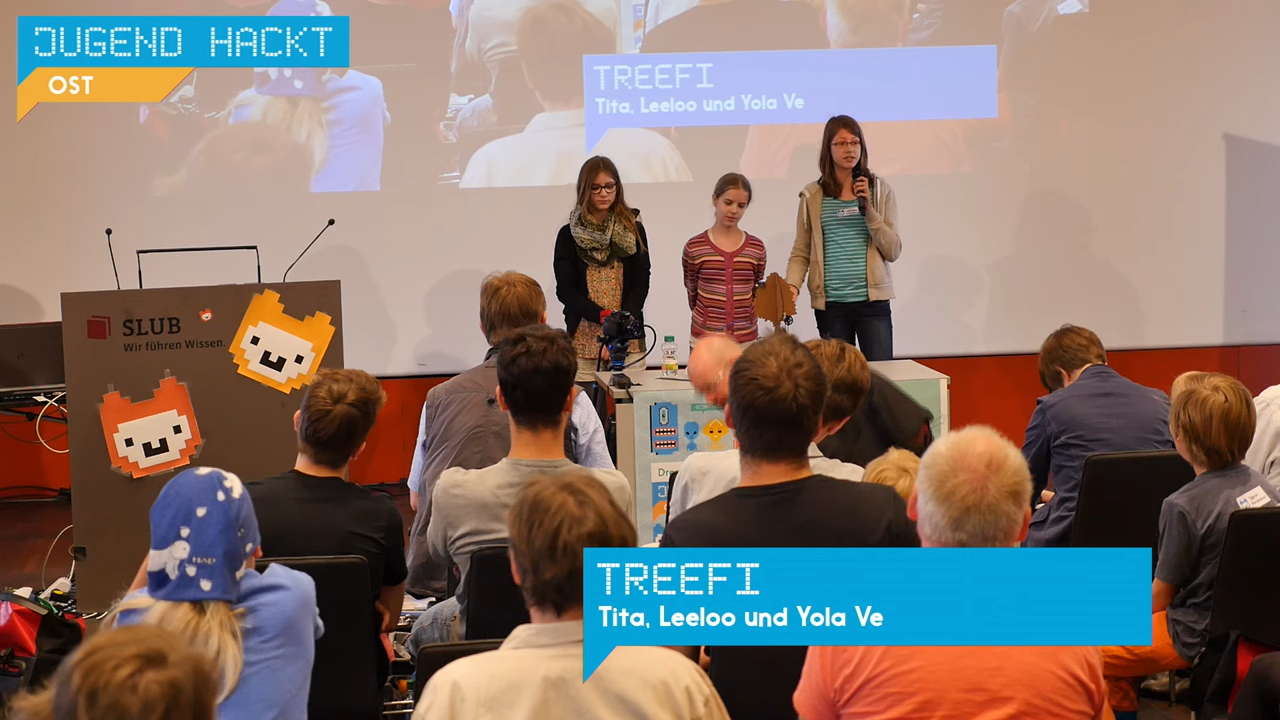 JUGEND HACKT
OST
TREEFI
Tita, Leeloo und Yola Ve
SLUB
Wir führen Wissen.
Dre
TREEFI
Tita, Leeloo und Yola Ve